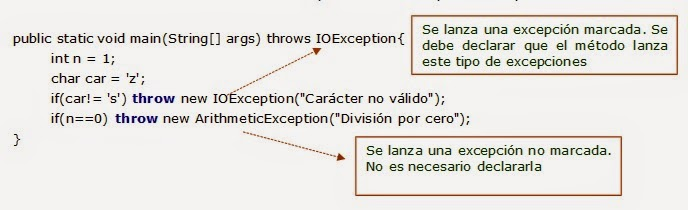 public static void main(String[] args) throws IOException{
int n = 1;
char car = 'z';
if(car!= 's') throw new IOException("Carácter no válido");
if(n==0) throw new ArithmeticException("División por cero");
}
Se lanza una excepción marcada. Se
debe declarar que el método lanza
este tipo de excepciones
Se lanza una excepción no marcada.
No es necesario declararla